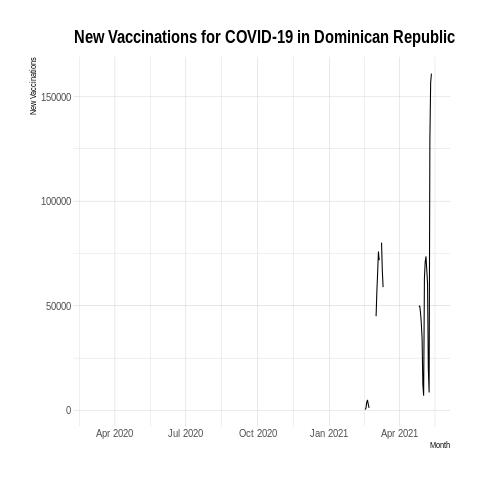 New Vaccinations for COVID-19 in Dominican Republic
New Vaccinations
150000
100000
50000
0
Apr 2020 Jul 2020 Oct 2020 Jan 2021 Apr 2021
Month